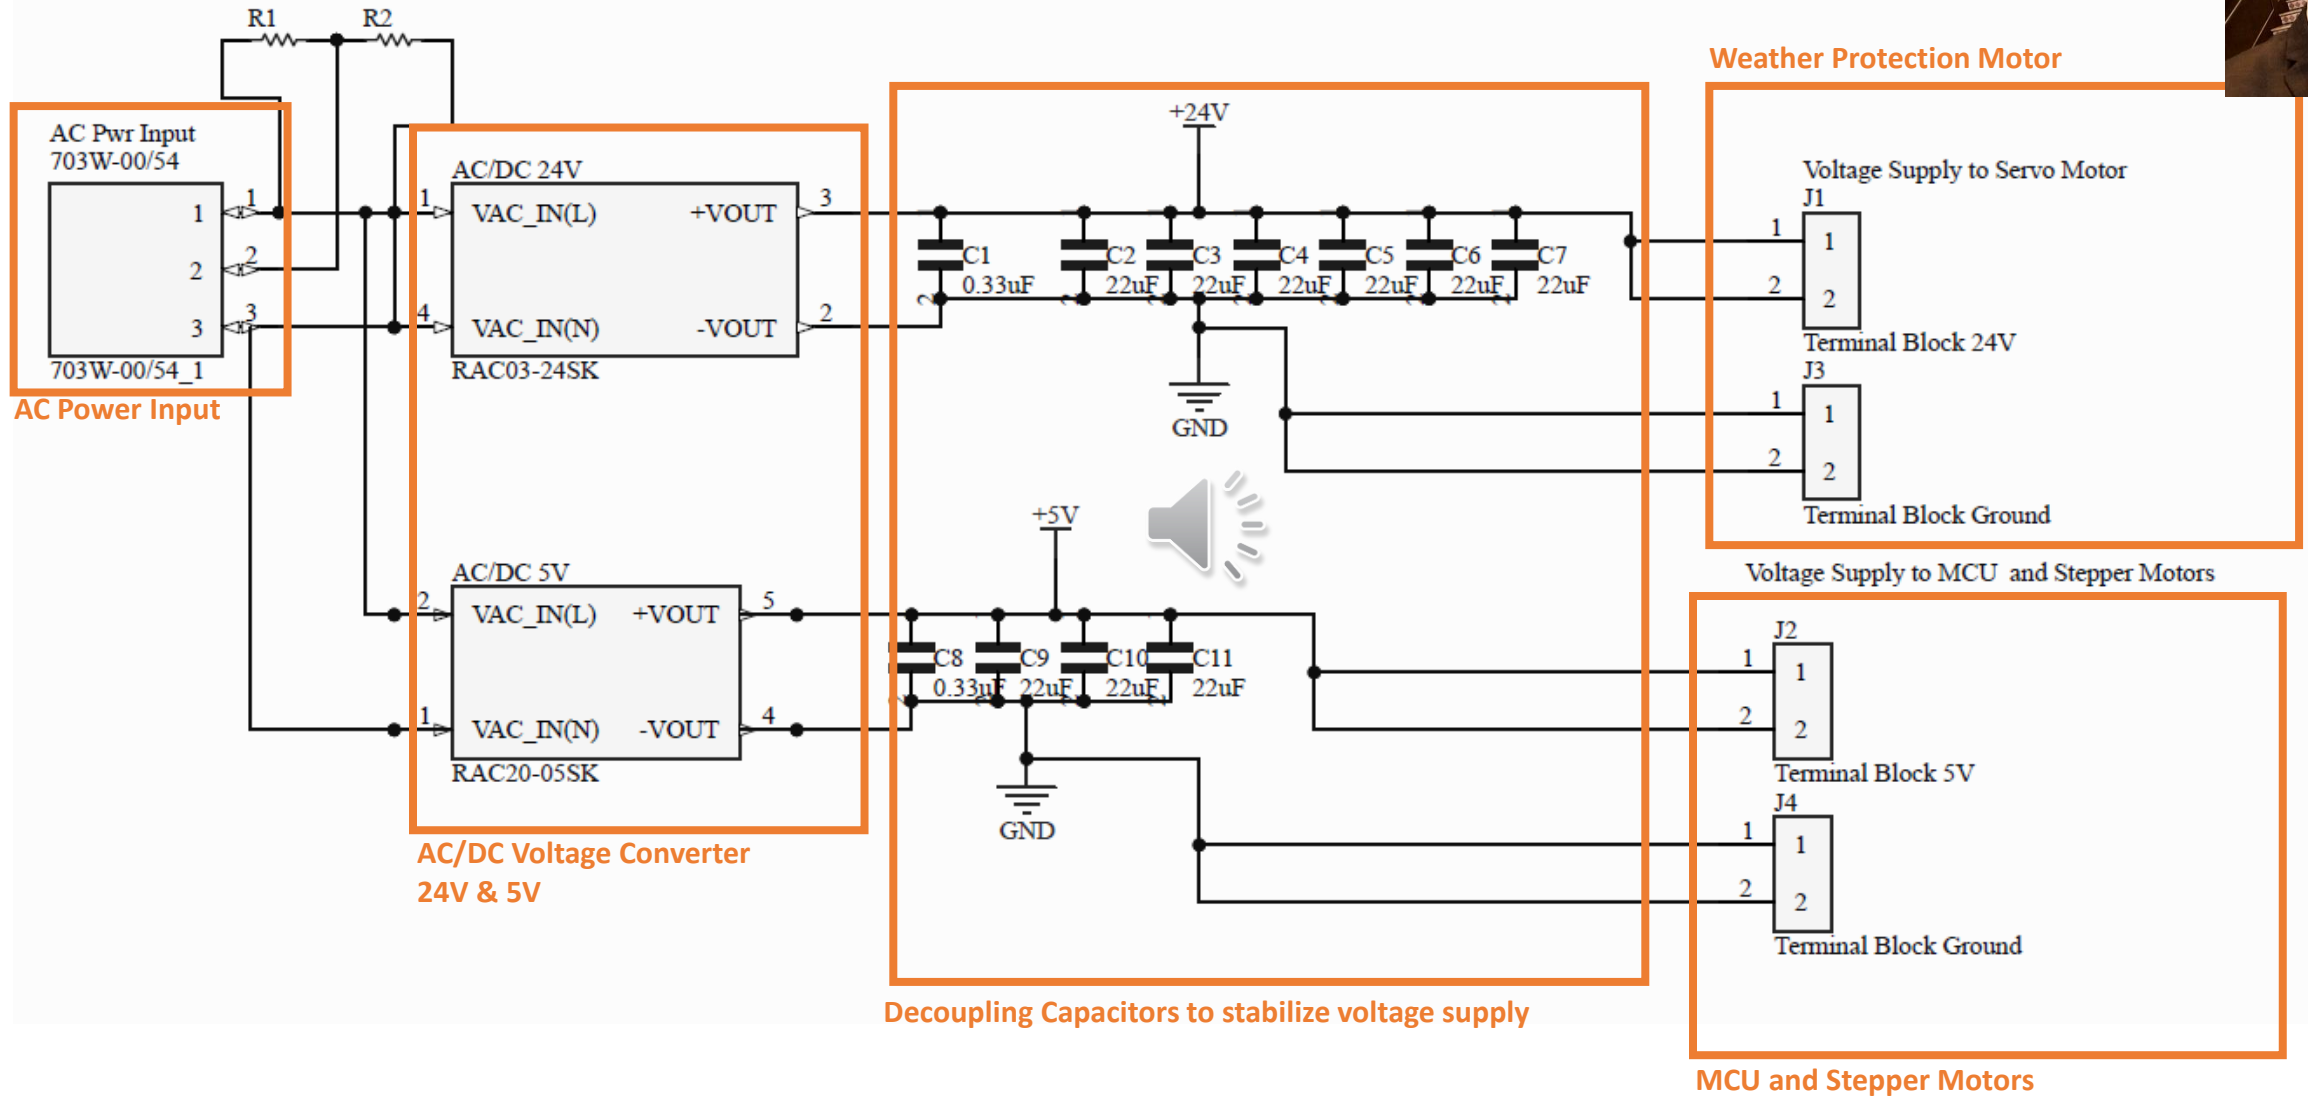 R1
R2
AC Pwr Input
703W-00/54
1
1
2
2
3
3
703W-00/54_1
AC Power Input
AC/DC 24V
1
VAC_IN(L)
+VOUT
3
4
VAC_IN(N)
-VOUT
2
RAC03-24SK
AC/DC 5V
2
VAC_IN(L)
+VOUT
5
1
VAC_IN(N)
-VOUT
4
RAC20-05SK
AC/DC Voltage Converter
24V & 5V
+24V
C1
0.33uF
C2
22uF
C3
22uF
C4
22uF
C5
22uF
C6
22uF
C7
22uF
GND
+5V
C8
0.33uF
C9
22uF
C10
22uF
C11
22uF
GND
Decoupling Capacitors to stabilize voltage supply
Weather Protection Motor
Voltage Supply to Servo Motor
J1
1
1
2
2
Terminal Block 24V
J3
1
1
2
2
Terminal Block Ground
Voltage Supply to MCU and Stepper Motors
J2
1
1
2
2
Terminal Block 5V
J4
1
1
2
2
Terminal Block Ground
MCU and Stepper Motors